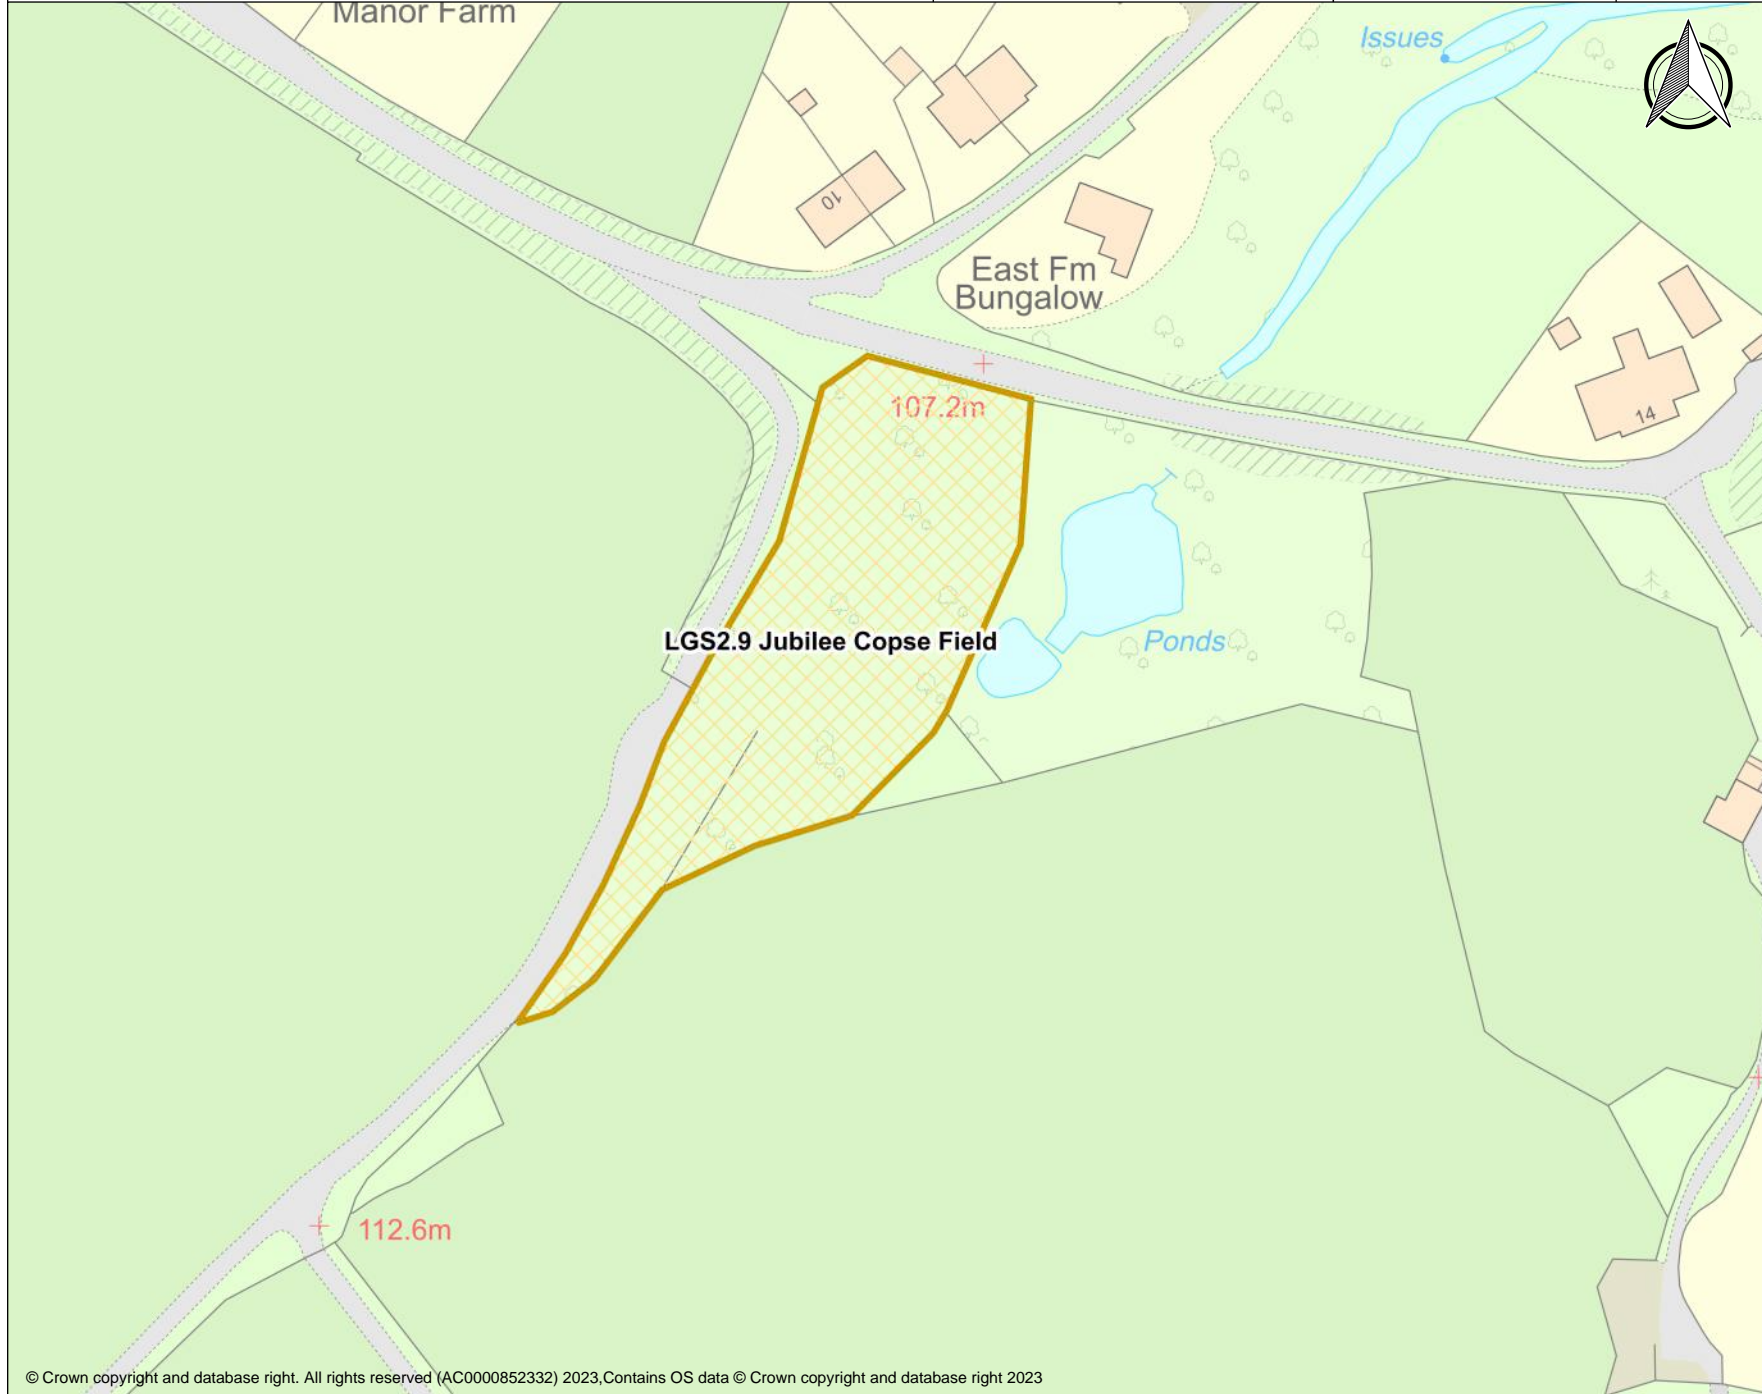 Manor Farm
Issues
10
East Fm
Bungalow
107.2m
14
LGS2.9 Jubilee Copse Field
Ponds
112.6m
© Crown copyright and database right. All rights reserved (AC0000852332) 2023,Contains OS data © Crown copyright and database right 2023